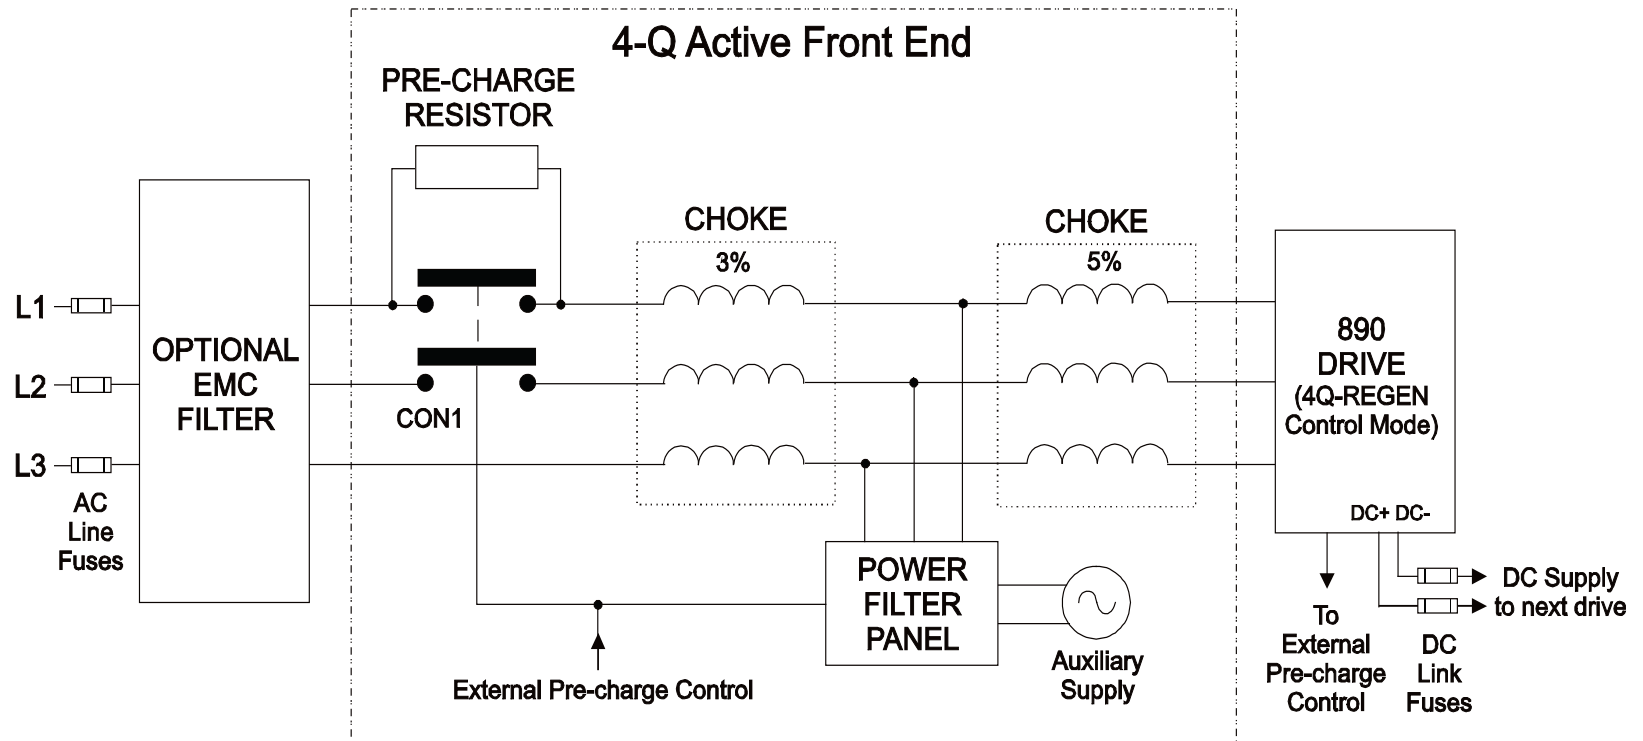 4-Q Active Front End
PRE-CHARGE
RESISTOR
CHOKE
3%
CHOKE
5%
L1
L2
L3
AC
Line
Fuses
OPTIONAL
EMC
FILTER
CON1
890
DRIVE
(4Q-REGEN
Control Mode)
DC+ DC-
POWER
FILTER
PANEL
External Pre-charge Control
Auxiliary
Supply
To
External
Pre-charge
Control
DC Supply
to next drive
DC
Link
Fuses